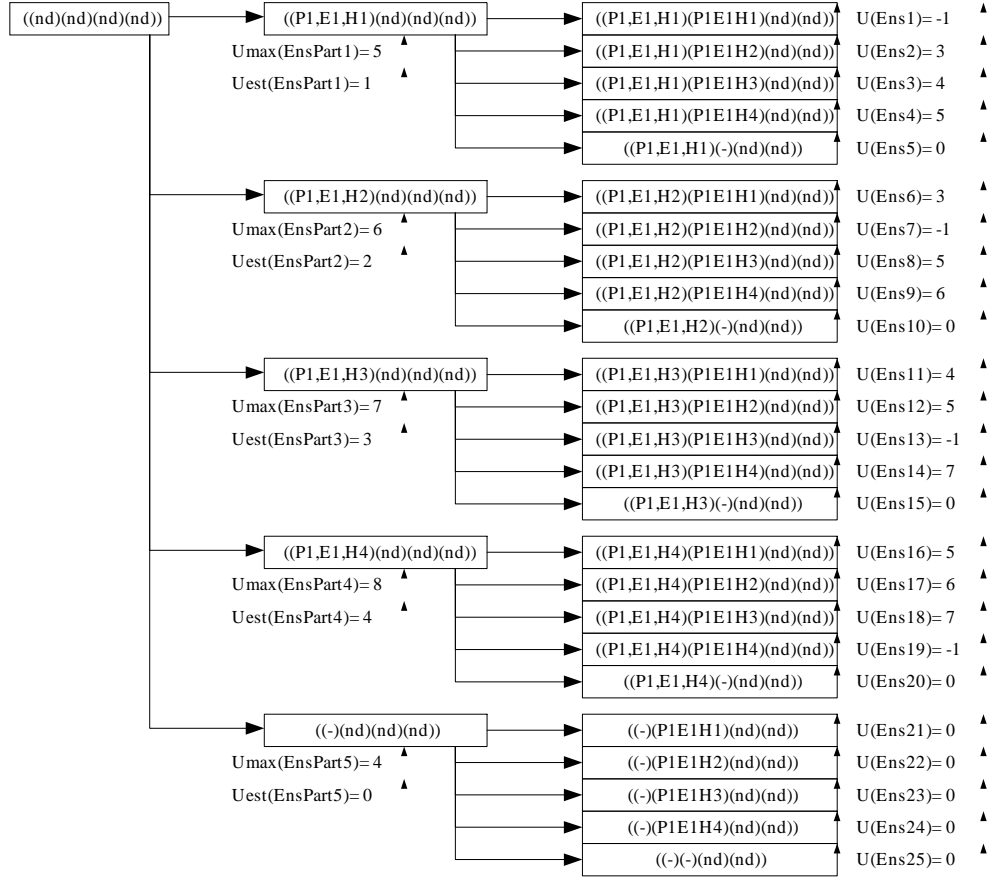 ((nd)(nd)(nd)(nd))
((P1,E1,H1)(nd)(nd)(nd))
Umax(EnsPart1)= 5
Uest(EnsPart1)= 1
((P1,E1,H1)(P1E1H1)(nd)(nd)) U(Ens1)= -1
((P1,E1,H1)(P1E1H2)(nd)(nd)) U(Ens2)= 3
((P1,E1,H1)(P1E1H3)(nd)(nd)) U(Ens3)= 4
((P1,E1,H1)(P1E1H4)(nd)(nd)) U(Ens4)= 5
((P1,E1,H1)(-)(nd)(nd)) U(Ens5)= 0
((P1,E1,H2)(nd)(nd)(nd))
Umax(EnsPart2)= 6
Uest(EnsPart2)= 2
((P1,E1,H2)(P1E1H1)(nd)(nd)) U(Ens6)= 3
((P1,E1,H2)(P1E1H2)(nd)(nd)) U(Ens7)= -1
((P1,E1,H2)(P1E1H3)(nd)(nd)) U(Ens8)= 5
((P1,E1,H2)(P1E1H4)(nd)(nd)) U(Ens9)= 6
((P1,E1,H2)(-)(nd)(nd)) U(Ens10)= 0
((P1,E1,H3)(nd)(nd)(nd))
Umax(EnsPart3)= 7
Uest(EnsPart3)= 3
((P1,E1,H3)(P1E1H1)(nd)(nd)) U(Ens11)= 4
((P1,E1,H3)(P1E1H2)(nd)(nd)) U(Ens12)= 5
((P1,E1,H3)(P1E1H3)(nd)(nd)) U(Ens13)= -1
((P1,E1,H3)(P1E1H4)(nd)(nd)) U(Ens14)= 7
((P1,E1,H3)(-)(nd)(nd)) U(Ens15)= 0
((P1,E1,H4)(nd)(nd)(nd))
Umax(EnsPart4)= 8
Uest(EnsPart4)= 4
((P1,E1,H4)(P1E1H1)(nd)(nd)) U(Ens16)= 5
((P1,E1,H4)(P1E1H2)(nd)(nd)) U(Ens17)= 6
((P1,E1,H4)(P1E1H3)(nd)(nd)) U(Ens18)= 7
((P1,E1,H4)(P1E1H4)(nd)(nd)) U(Ens19)= -1
((P1,E1,H4)(-)(nd)(nd)) U(Ens20)= 0
((-)(nd)(nd)(nd))
Umax(EnsPart5)= 4
Uest(EnsPart5)= 0
((-)(P1E1H1)(nd)(nd)) U(Ens21)= 0
((-)(P1E1H2)(nd)(nd)) U(Ens22)= 0
((-)(P1E1H3)(nd)(nd)) U(Ens23)= 0
((-)(P1E1H4)(nd)(nd)) U(Ens24)= 0
((-)(-)(nd)(nd)) U(Ens25)= 0